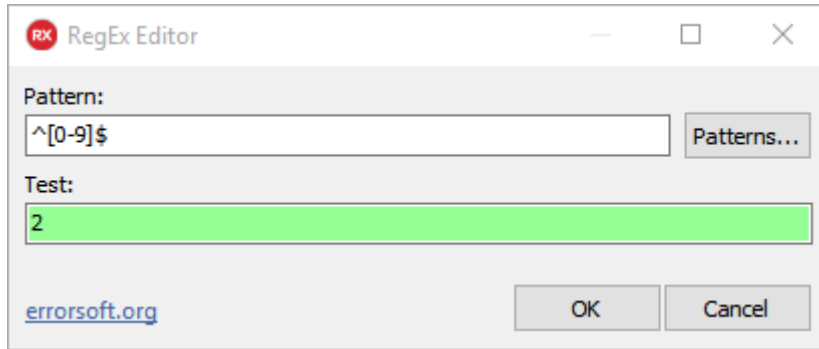 RX RegEx Editor
Pattern:
^[0-9]$ Patterns...
Test:
2
errorsoft.org OK Cancel